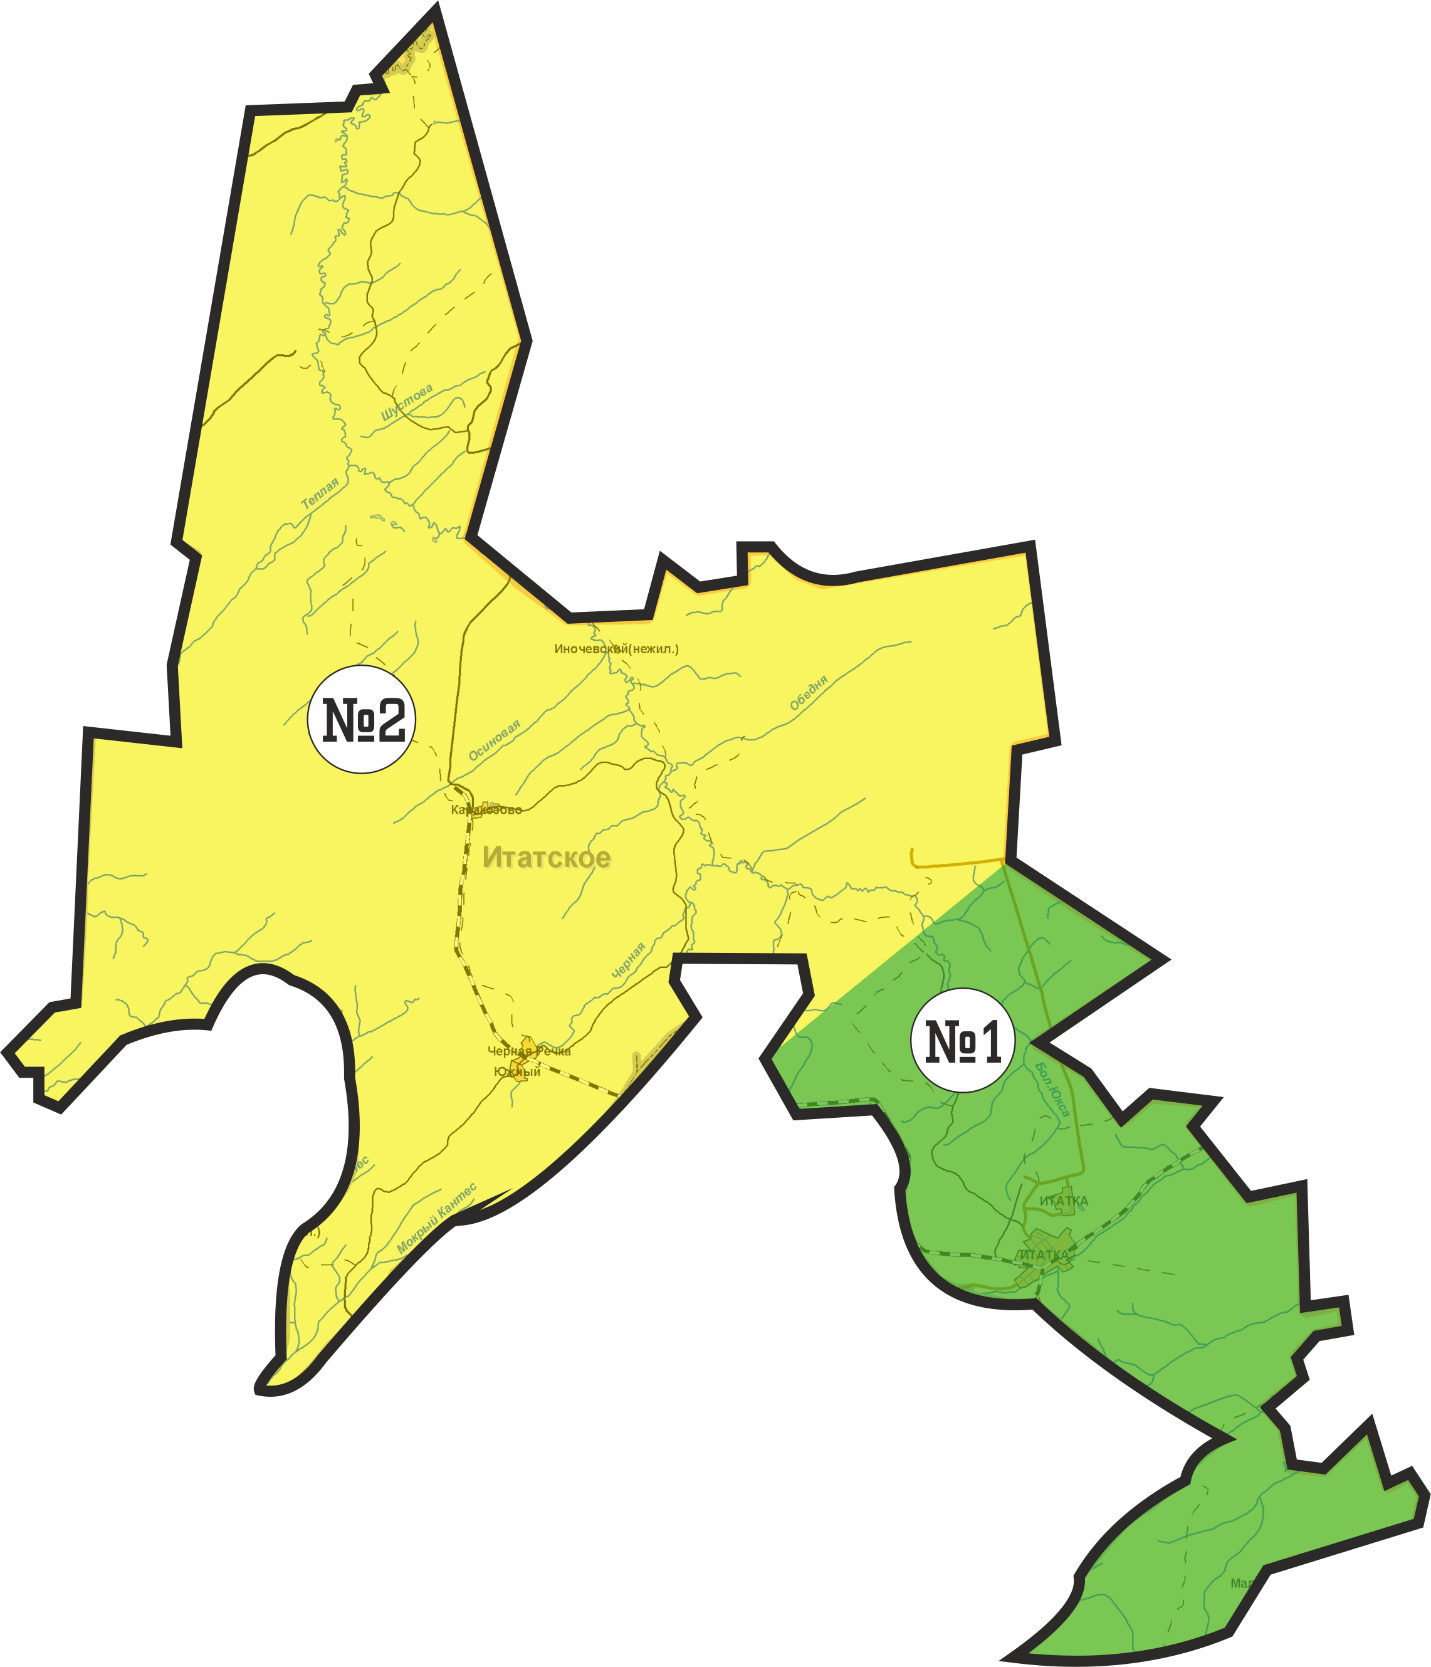 Шустова
Теплая
Иночевский(нежил.)
Обедня
№2
Осиновая
Каракозово
Итатское
Черная
№1
Черная Речка
Южный
Бол.Юкса
Мокрый Кантес
ИТАТКА
ИТАТКА